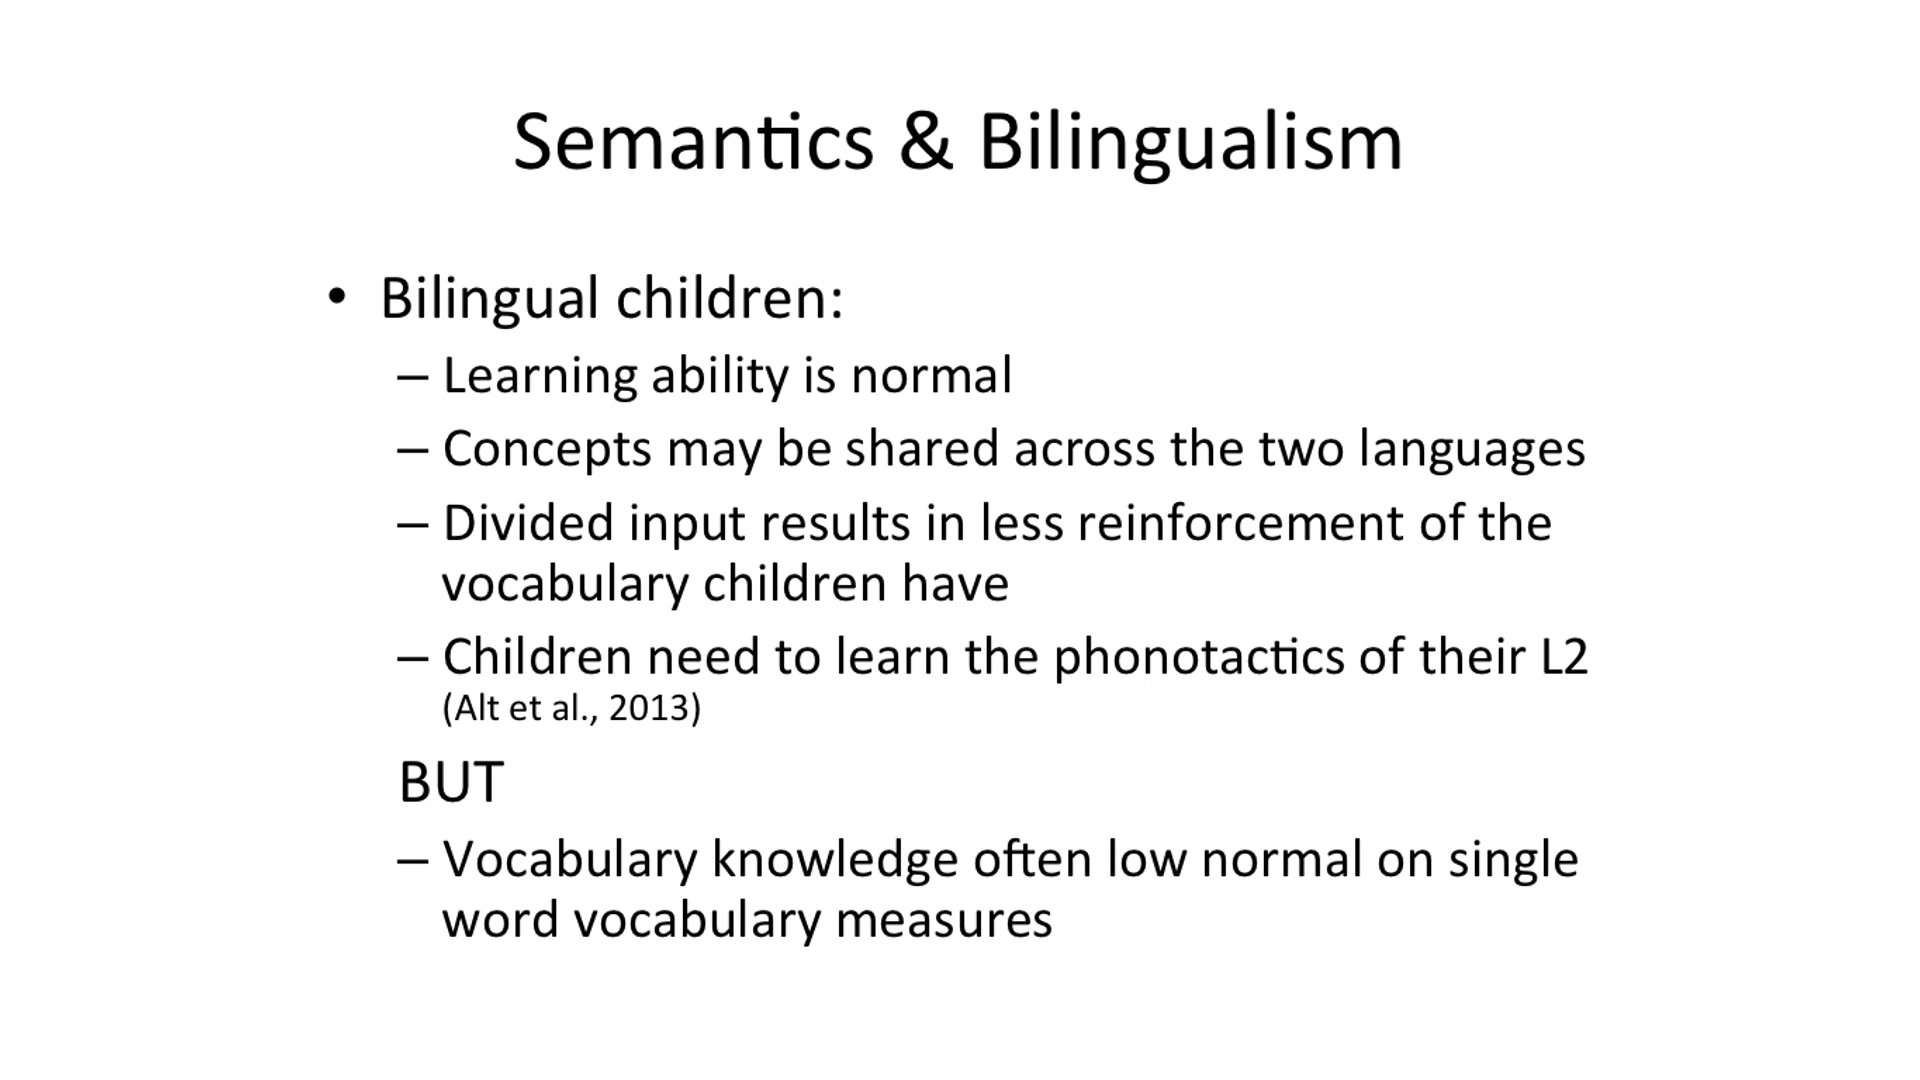 Semantics & Bilingualism
• Bilingual children:
– Learning ability is normal
– Concepts may be shared across the two languages
– Divided input results in less reinforcement of the
vocabulary children have
– Children need to learn the phonotactics of their L2
(Alt et al., 2013)
BUT
– Vocabulary knowledge often low normal on single
word vocabulary measures